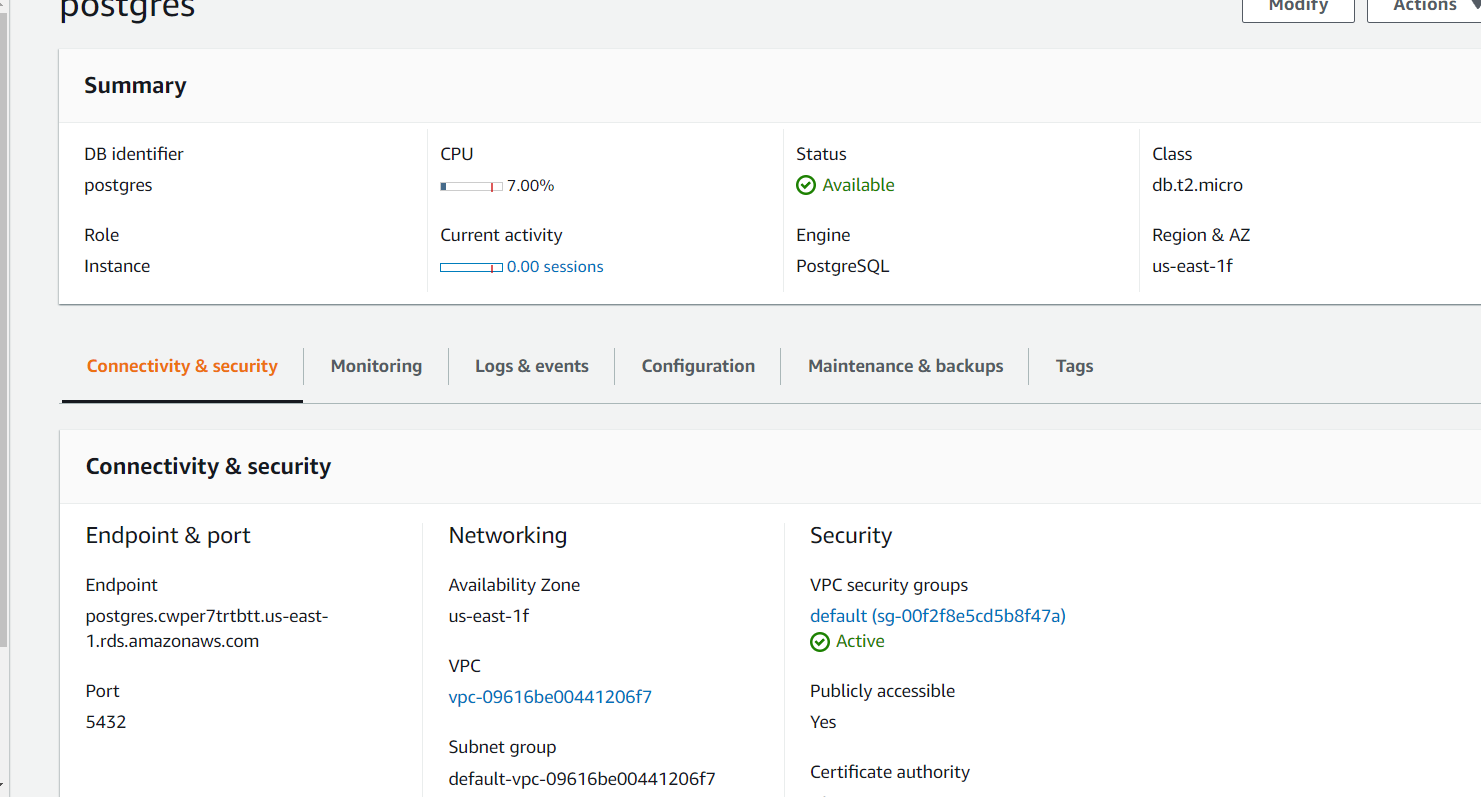 postgres
Modify
Actions
Summary
DB identifier
postgres
CPU
7.00%
Status
Available
Class
db.t2.micro
Role
Instance
Current activity
0.00 sessions
Engine
PostgreSQL
Region & AZ
us-east-1f
Connectivity & security
Monitoring
Logs & events
Configuration
Maintenance & backups
Tags
Connectivity & security
Endpoint & port
Endpoint
postgres.cwper7trtbtt.us-east-
1.rds.amazonaws.com
Port
5432
Networking
Availability Zone
us-east-1f
VPC
vpc-09616be00441206f7
Subnet group
default-vpc-09616be00441206f7
Security
VPC security groups
default (sg-00f2f8e5cd5b8f47a)
Active
Publicly accessible
Yes
Certificate authority